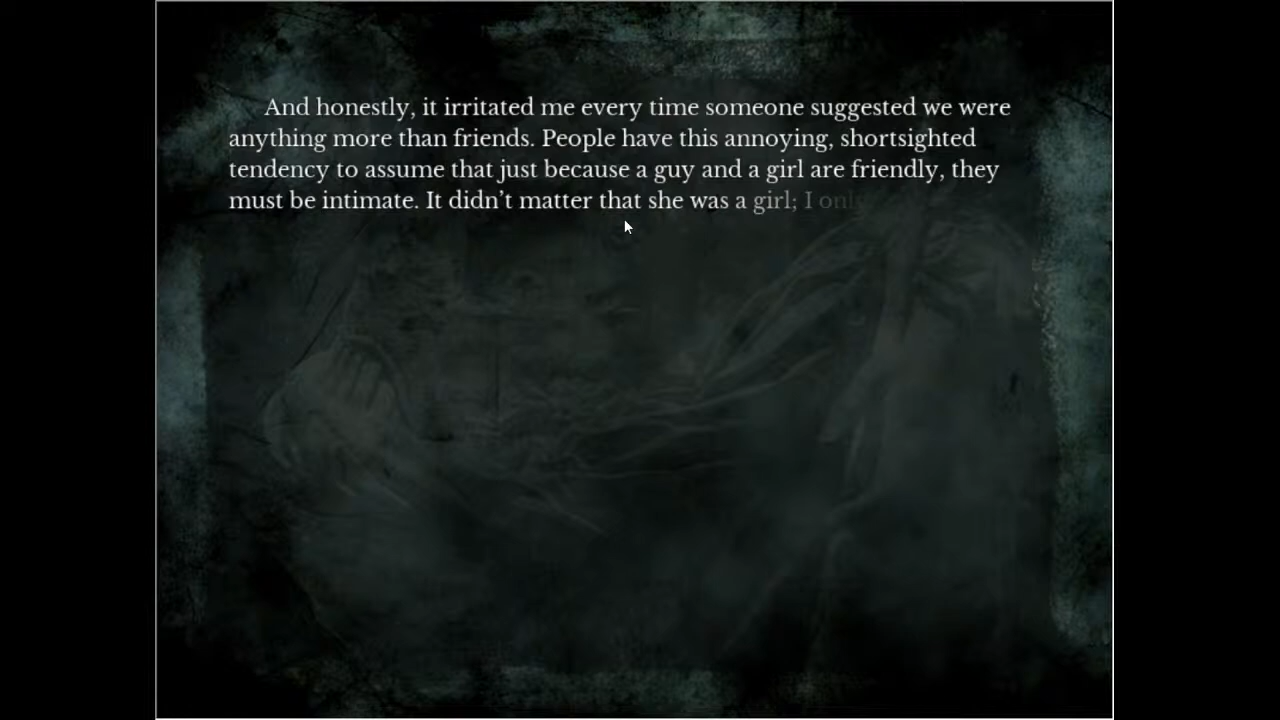 And honestly, it irritated me every time someone suggested we were
anything more than friends. People have this annoying, shortsighted
tendency to assume that just because a guy and a girl are friendly, they
must be intimate. It didn’t matter that she was a girl; I only